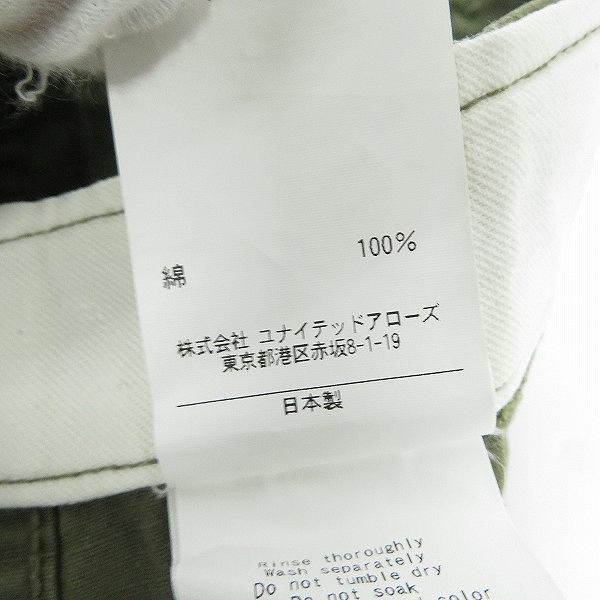 綿 100%
株式会社 ユナイテッドアローズ
東京都港区赤坂8-1-19
日本製
Rinse thoroughly
Wash separately
Do not tumble dry
Do not soak
color